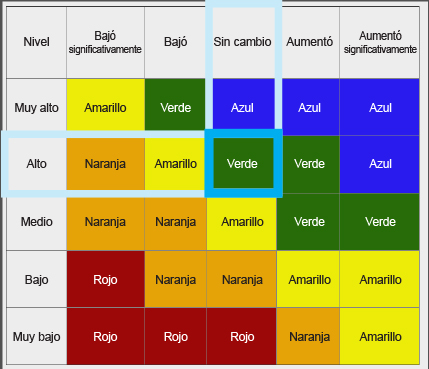 Nivel Bajó significativamente Bajó Sin cambio Aumentó Aumentó significativamente
Muy alto Amarillo Verde Azul Azul Azul
Alto Naranja Amarillo Verde Verde Azul
Medio Naranja Naranja Amarillo Verde Verde
Bajo Rojo Naranja Naranja Amarillo Amarillo
Muy bajo Rojo Rojo Rojo Naranja Amarillo